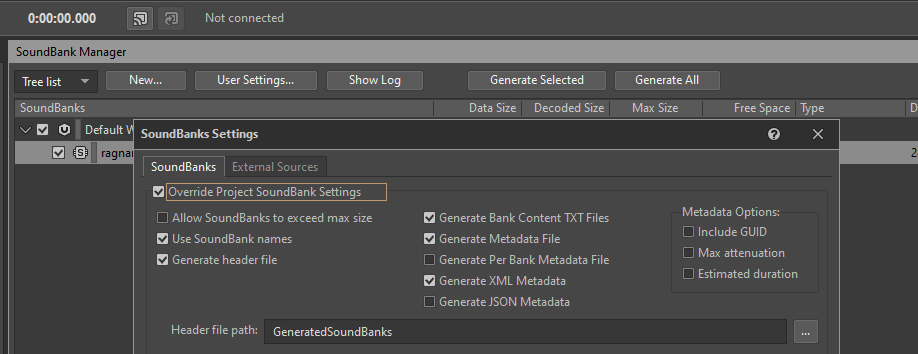 0:00:00.000 Not connected
SoundBank Manager
Tree list New... User Settings... Show Log Generate Selected Generate All
SoundBanks Data Size Decoded Size Max Size Free Space Type D
Default W
SoundBanks Settings
ragnar 2
SoundBanks External Sources
Override Project SoundBank Settings
Allow SoundBanks to exceed max size Generate Bank Content TXT Files Metadata Options:
Use SoundBank names Generate Metadata File Include GUID
Generate header file Generate Per Bank Metadata File Max attenuation
Generate XML Metadata Estimated duration
Generate JSON Metadata
Header file path: GeneratedSoundBanks ...